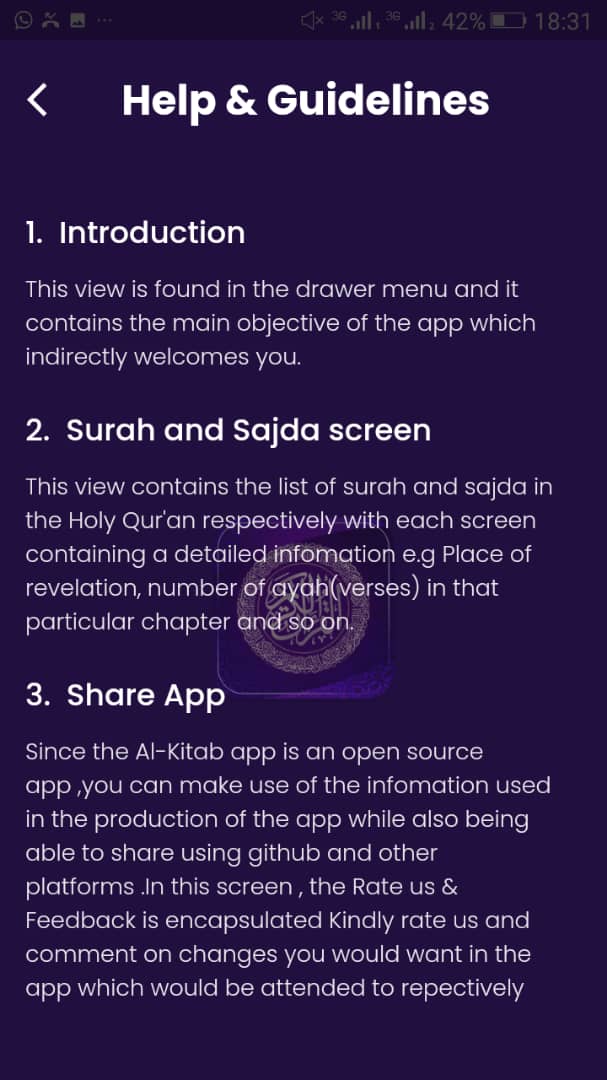 3G 1 3G 2 42% 18:31
Help & Guidelines
1. Introduction
This view is found in the drawer menu and it
contains the main objective of the app which
indirectly welcomes you.
2. Surah and Sajda screen
This view contains the list of surah and sajda in
the Holy Qur'an respectively with each screen
containing a detailed infomation e.g Place of
revelation, number of ayah(verses) in that
particular chapter and so on.
3. Share App
Since the Al-Kitab app is an open source
app ,you can make use of the infomation used
in the production of the app while also being
able to share using github and other
platforms .In this screen , the Rate us &
Feedback is encapsulated Kindly rate us and
comment on changes you would want in the
app which would be attended to repectively